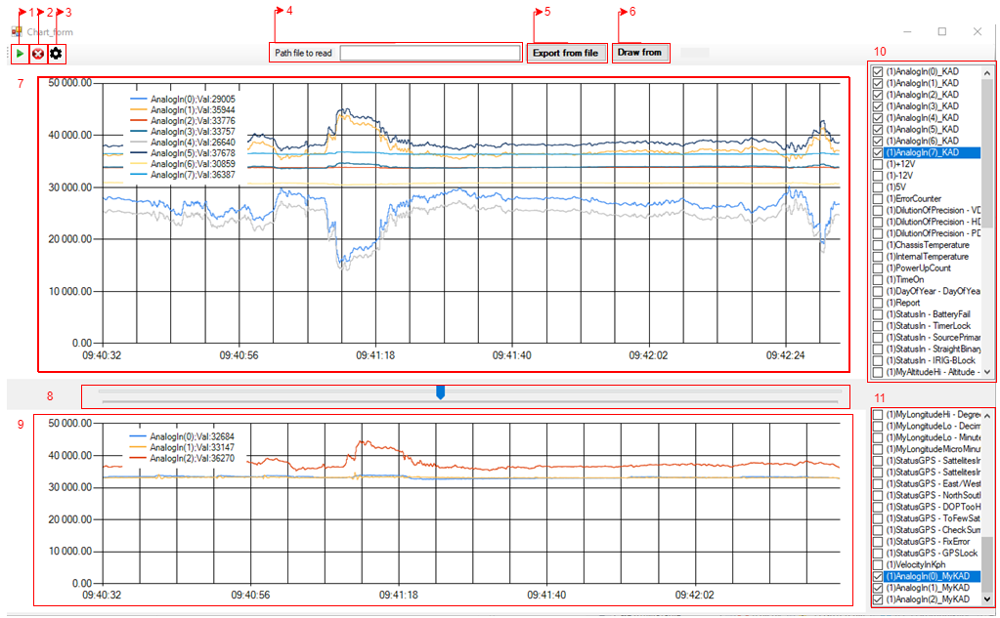 1 2 3 4 5 6
Chart_form
Path file to read
Export from file
Draw from
10
7
50 000.00
AnalogIn(0);Val:29005
AnalogIn(1);Val:35944
AnalogIn(2);Val:33776
AnalogIn(3);Val:33757
AnalogIn(4);Val:26640
AnalogIn(5);Val:37678
AnalogIn(6);Val:30859
AnalogIn(7);Val:36387
40 000.00
30 000.00
20 000.00
10 000.00
0.00
09:40:32 09:40:56 09:41:18 09:41:40 09:42:02 09:42:24
(1)AnalogIn(0)_KAD
(1)AnalogIn(1)_KAD
(1)AnalogIn(2)_KAD
(1)AnalogIn(3)_KAD
(1)AnalogIn(4)_KAD
(1)AnalogIn(5)_KAD
(1)AnalogIn(6)_KAD
(1)AnalogIn(7)_KAD
(1)+12V
(1)-12V
(1)5V
(1)ErrorCounter
(1)DilutionOfPrecision - VD
(1)DilutionOfPrecision - HD
(1)DilutionOfPrecision - PD
(1)ChassisTemperature
(1)InternalTemperature
(1)PowerUpCount
(1)TimeOn
(1)DayOfYear - DayOfYea
(1)Report
(1)StatusIn - BatteryFail
(1)StatusIn - TimerLock
(1)StatusIn - SourcePrimar
(1)StatusIn - StraightBinary
(1)StatusIn - IRIG-BLock
(1)MyAltitudeHi - Altitude -
8
11
9
50 000.00
AnalogIn(0);Val:32684
AnalogIn(1);Val:33147
AnalogIn(2);Val:36270
40 000.00
30 000.00
20 000.00
10 000.00
0.00
09:40:32 09:40:56 09:41:18 09:41:40 09:42:02
(1)MyLongitudeHi - Degree
(1)MyLongitudeLo - Decim
(1)MyLongitudeLo - Minute
(1)MyLongitudeMicroMinu
(1)StatusGPS - SattelitesIn
(1)StatusGPS - SattelitesIn
(1)StatusGPS - East/West
(1)StatusGPS - NorthSout
(1)StatusGPS - DOPTooH
(1)StatusGPS - ToFewSat
(1)StatusGPS - CheckSum
(1)StatusGPS - FixError
(1)StatusGPS - GPSLock
(1)VelocityInKph
(1)AnalogIn(0)_MyKAD
(1)AnalogIn(1)_MyKAD
(1)AnalogIn(2)_MyKAD